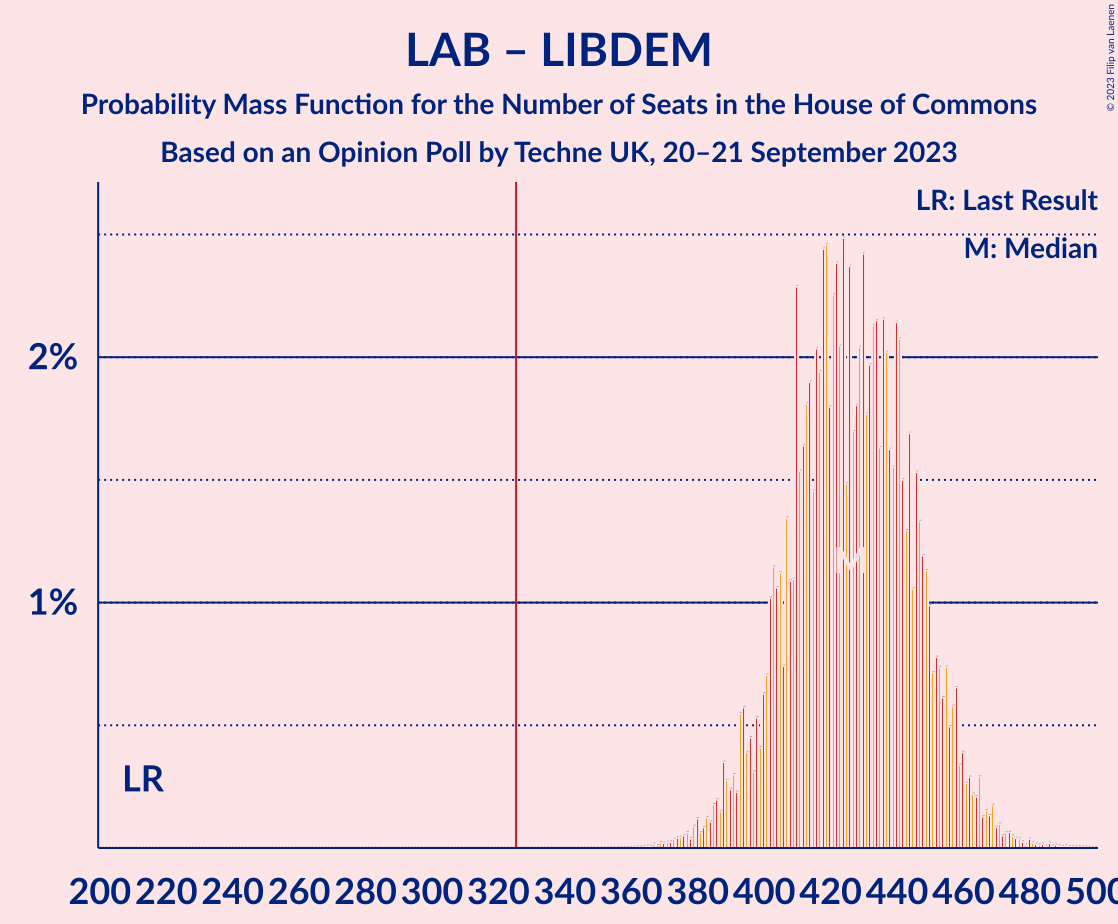 LAB – LIBDEM
Probability Mass Function for the Number of Seats in the House of Commons
Based on an Opinion Poll by Techne UK, 20–21 September 2023
© 2023 Filip van Laenen
LR: Last Result
M: Median
2%
1%
LR
M
200 220 240 260 280 300 320 340 360 380 400 420 440 460 480 500